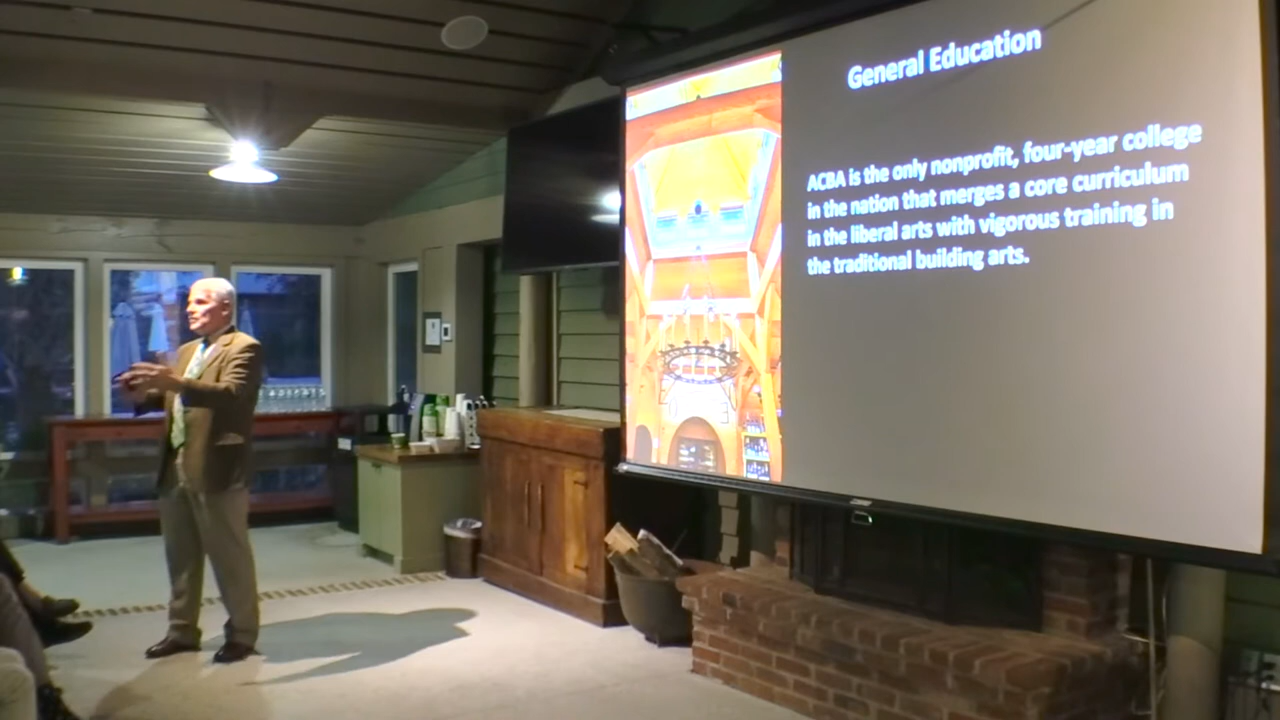 General Education
ACBA is the only nonprofit, four-year college
in the nation that merges a core curriculum
in the liberal arts with vigorous training in
the traditional building arts.